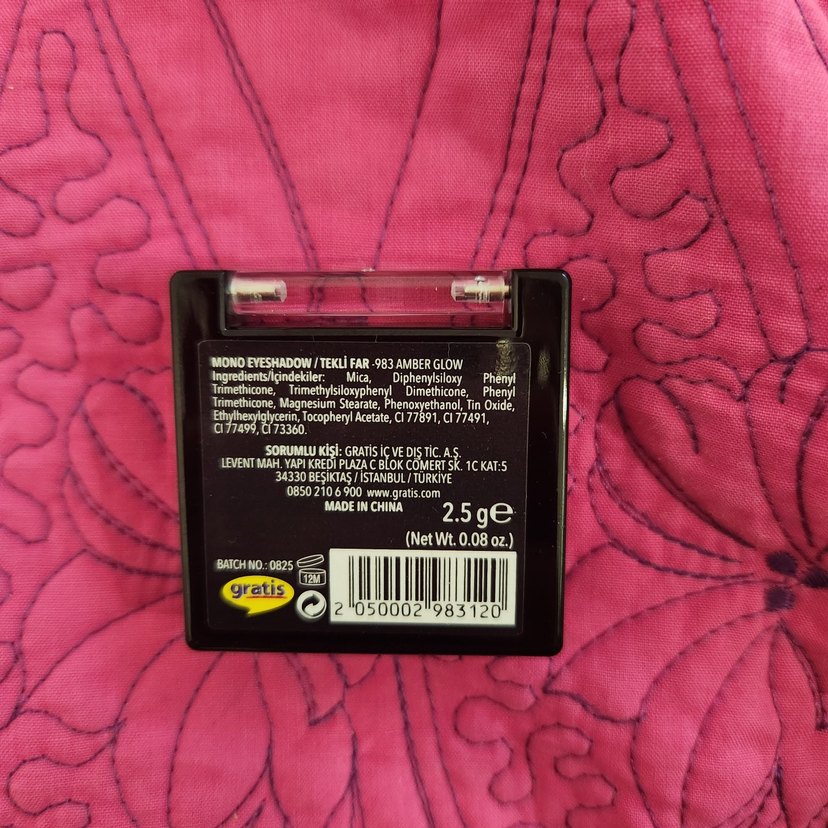 MONO EYESHADOW / TEKLİ FAR -983 AMBER GLOW
Ingredients/İçindekiler: Mica, Diphenylsiloxy Phenyl
Trimethicone, Trimethylsiloxyphenyl Dimethicone, Phenyl
Trimethicone, Magnesium Stearate, Phenoxyethanol, Tin Oxide,
Ethylhexylglycerin, Tocopheryl Acetate, CI 77891, CI 77491,
CI 77499, CI 73360.
SORUMLU KİŞİ: GRATİS İÇ VE DIŞ TİC. A.Ş.
LEVENT MAH. YAPI KREDİ PLAZA C BLOK CÖMERT SK. 1C KAT:5
34330 BEŞİKTAŞ / İSTANBUL / TÜRKİYE
0850 210 6 900 www.gratis.com
MADE IN CHINA
2.5 g℮
(Net Wt. 0.08 oz.)
BATCH NO.: 0825
12M
gratis
2 050002 983120